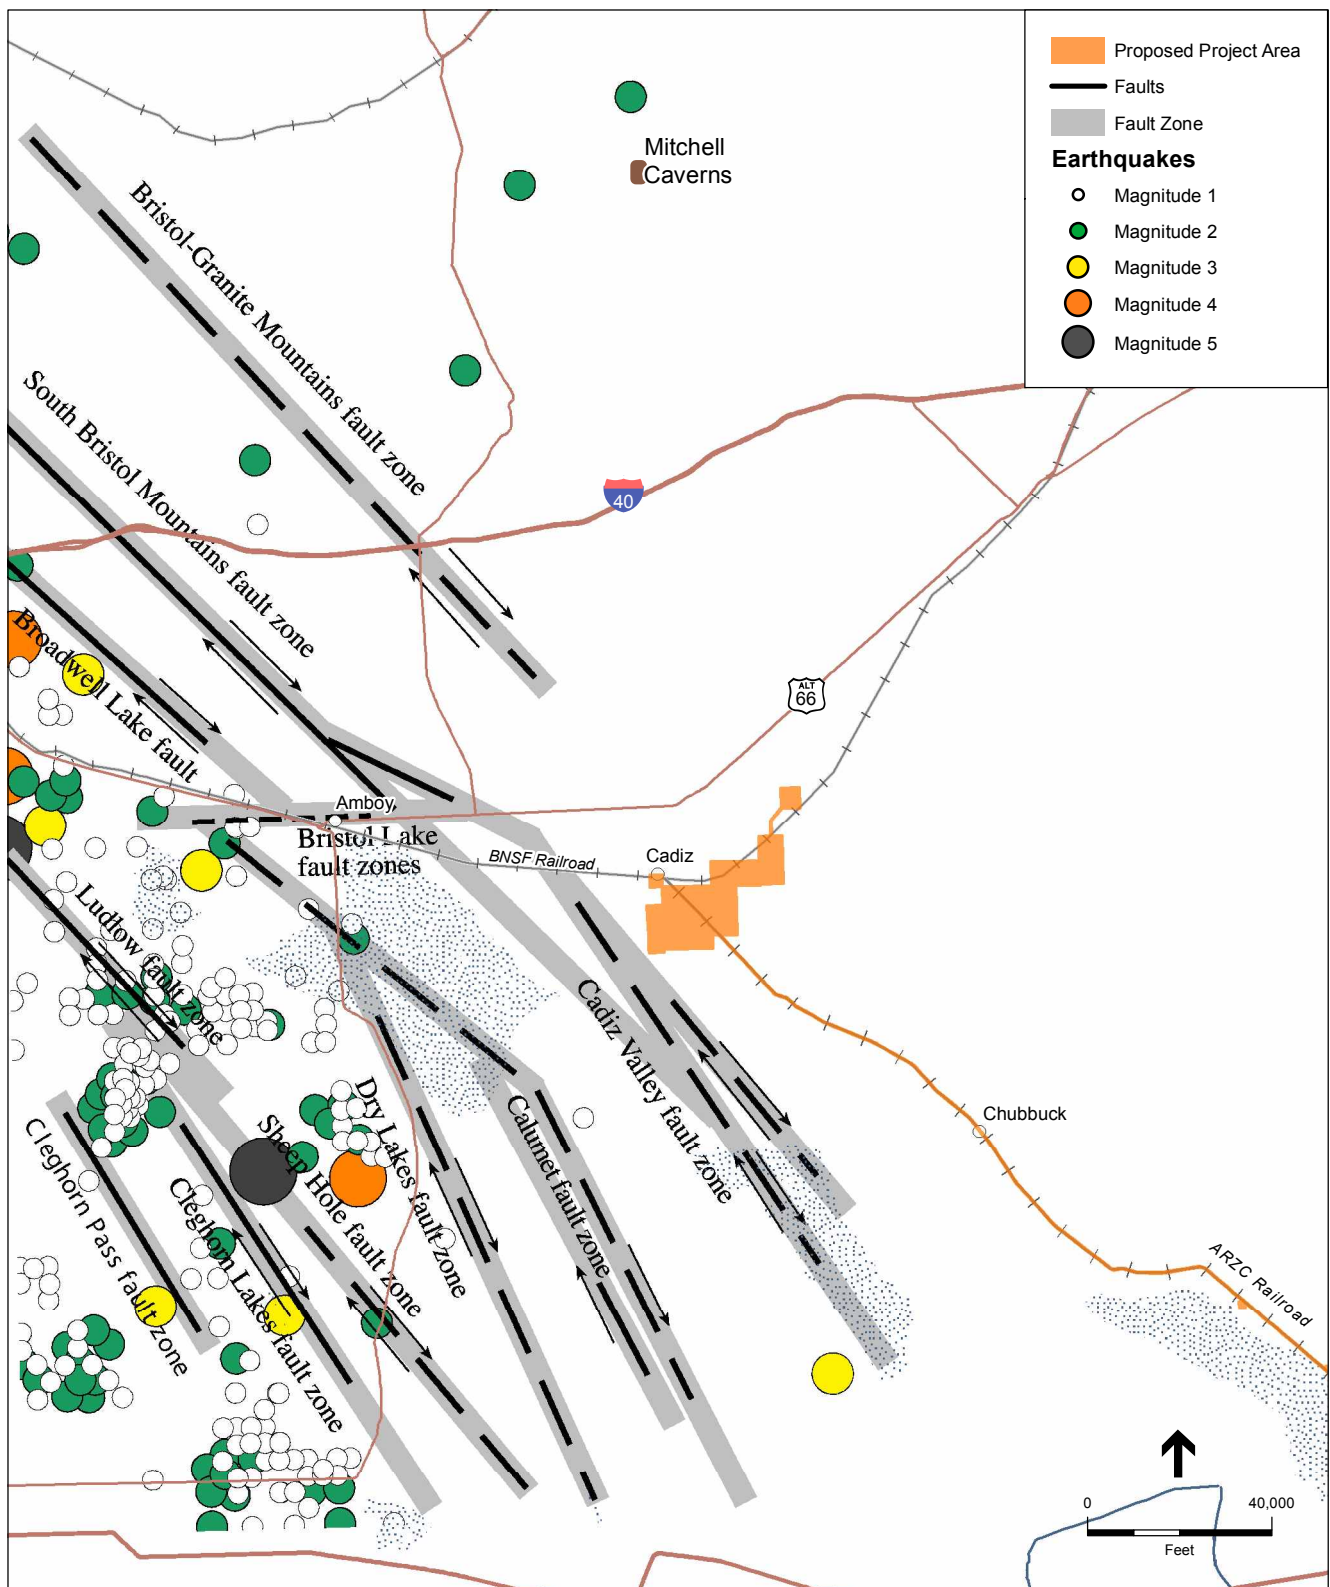 Proposed Project Area
Faults
Fault Zone
Earthquakes
Magnitude 1
Magnitude 2
Magnitude 3
Magnitude 4
Magnitude 5
Mitchell
Caverns
Bristol-Granite Mountains fault zone
South Bristol Mountains fault zone
40
Broadwell Lake fault
ALT
66
Amboy
Bristol Lake
fault zones
BNSF Railroad
Cadiz
Ludlow fault zone
Cadiz Valley fault zone
Chubbuck
Dry Lakes fault zone
Calumet fault zone
Sheep Hole fault zone
Cleghorn Pass fault zone
Cleghorn Lakes fault zone
ARZC Railroad
0
40,000
Feet